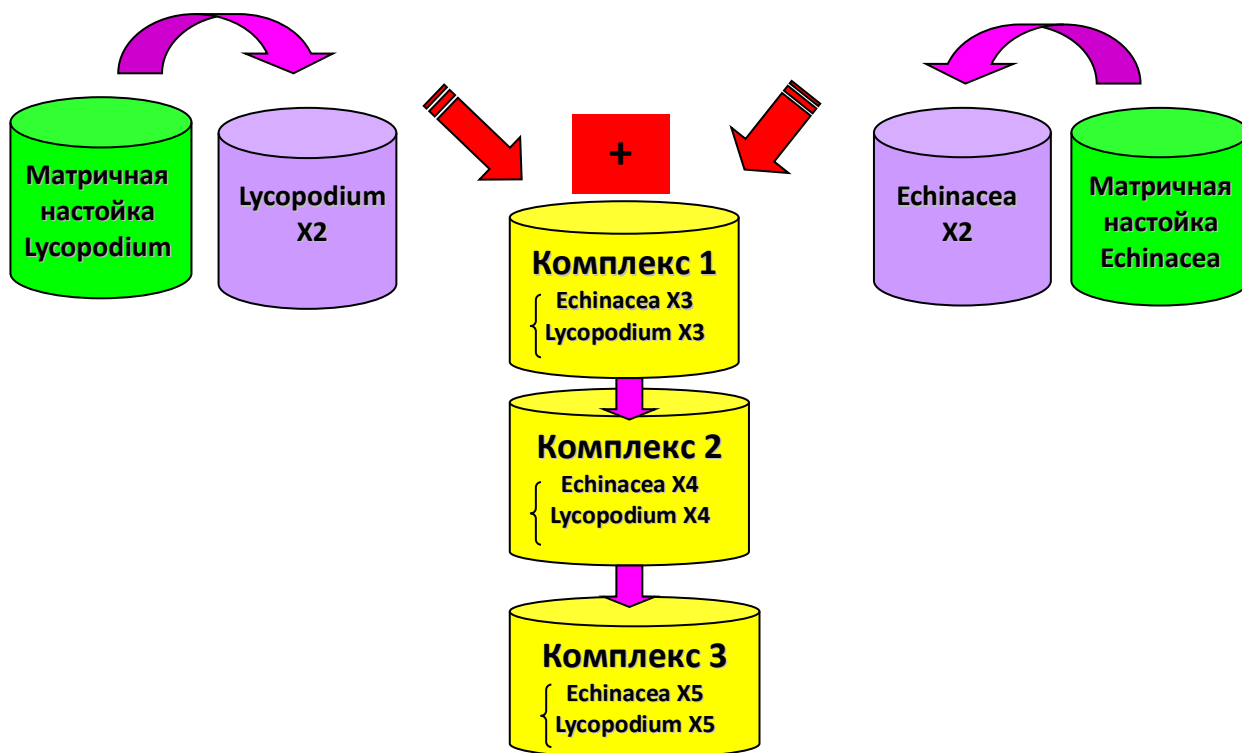 Матричная
настойка
Lycopodium
Lycopodium
X2
+
Echinacea
X2
Матричная
настойка
Echinacea
Комплекс 1
Echinacea X3
Lycopodium X3
Комплекс 2
Echinacea X4
Lycopodium X4
Комплекс 3
Echinacea X5
Lycopodium X5